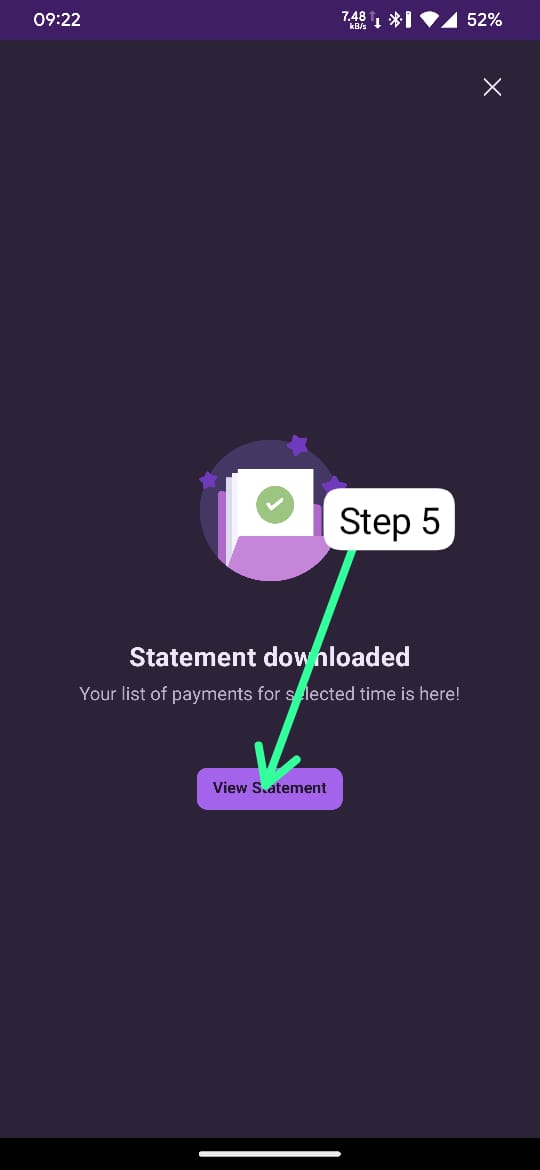 09:22
7.48
kB/s
52%
Step 5
Statement downloaded
Your list of payments for selected time is here!
View Statement